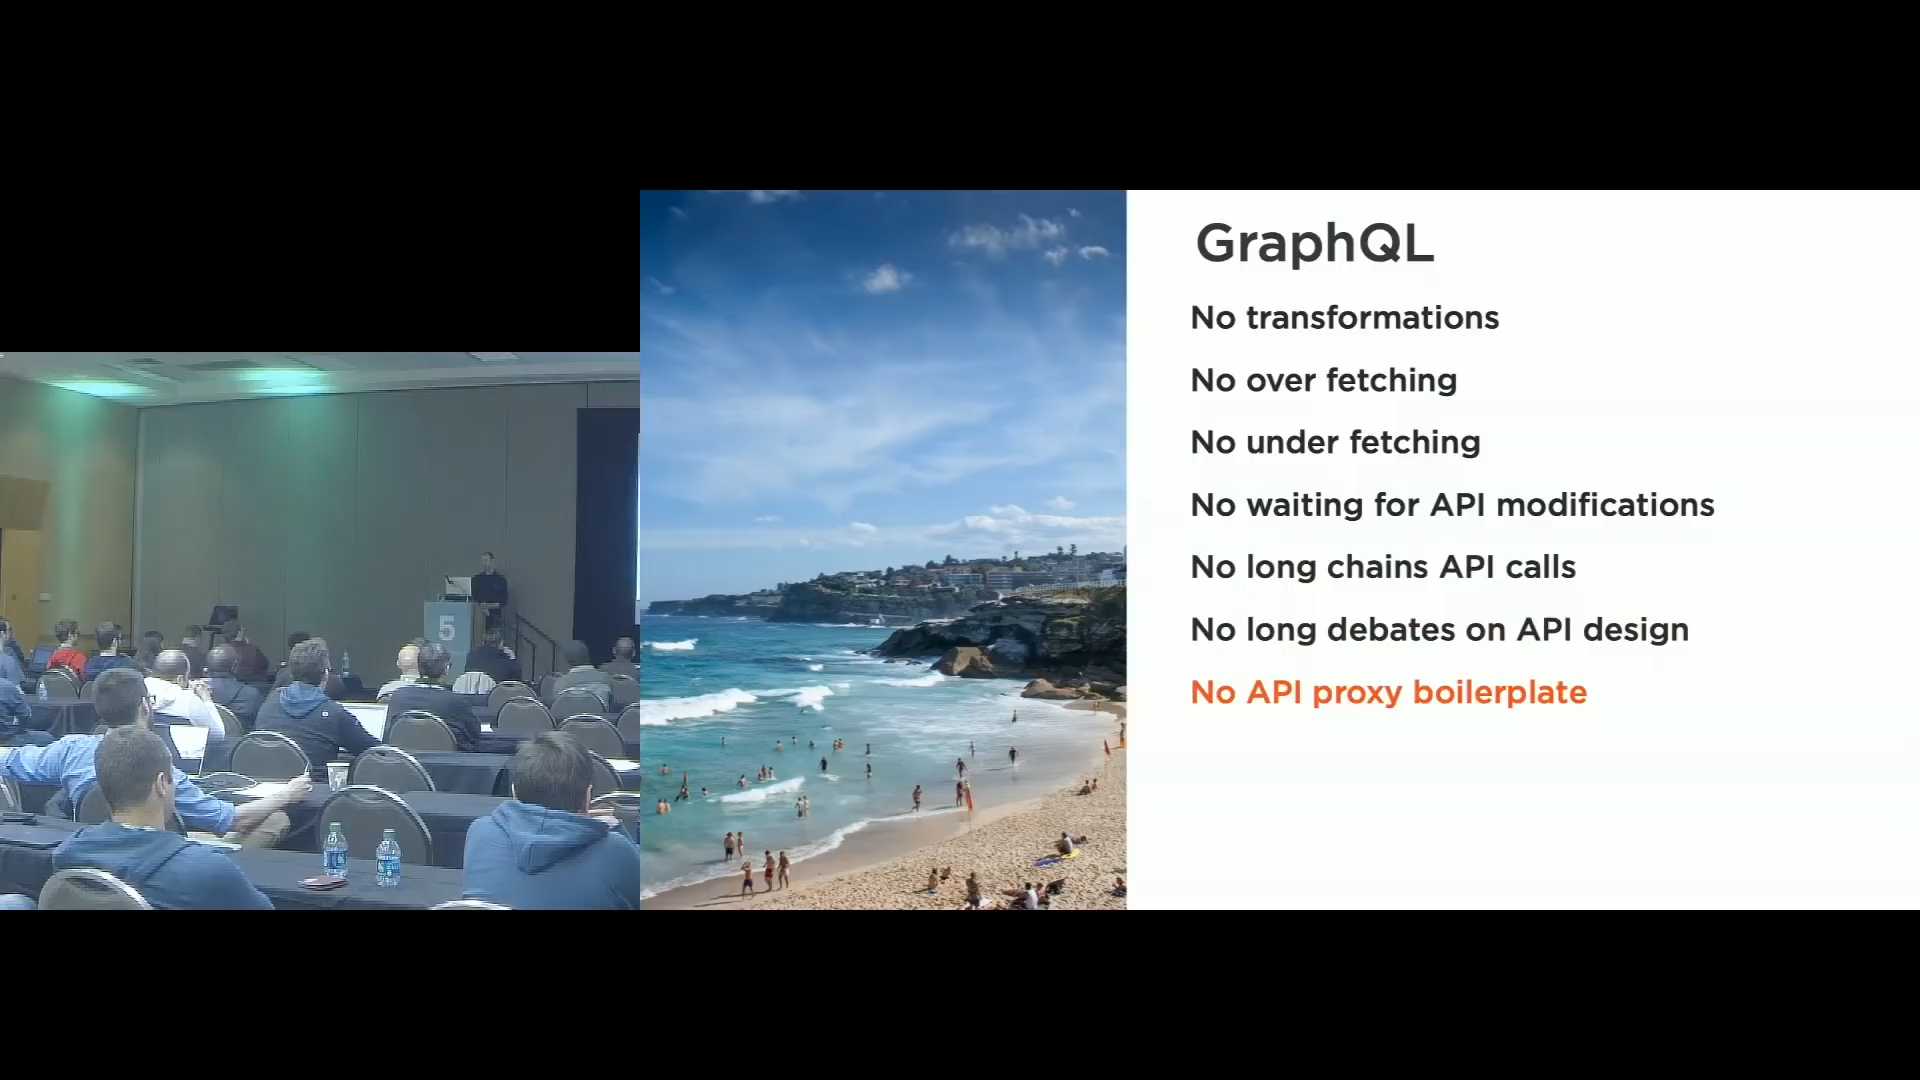 GraphQL
No transformations
No over fetching
No under fetching
No waiting for API modifications
No long chains API calls
No long debates on API design
No API proxy boilerplate
5